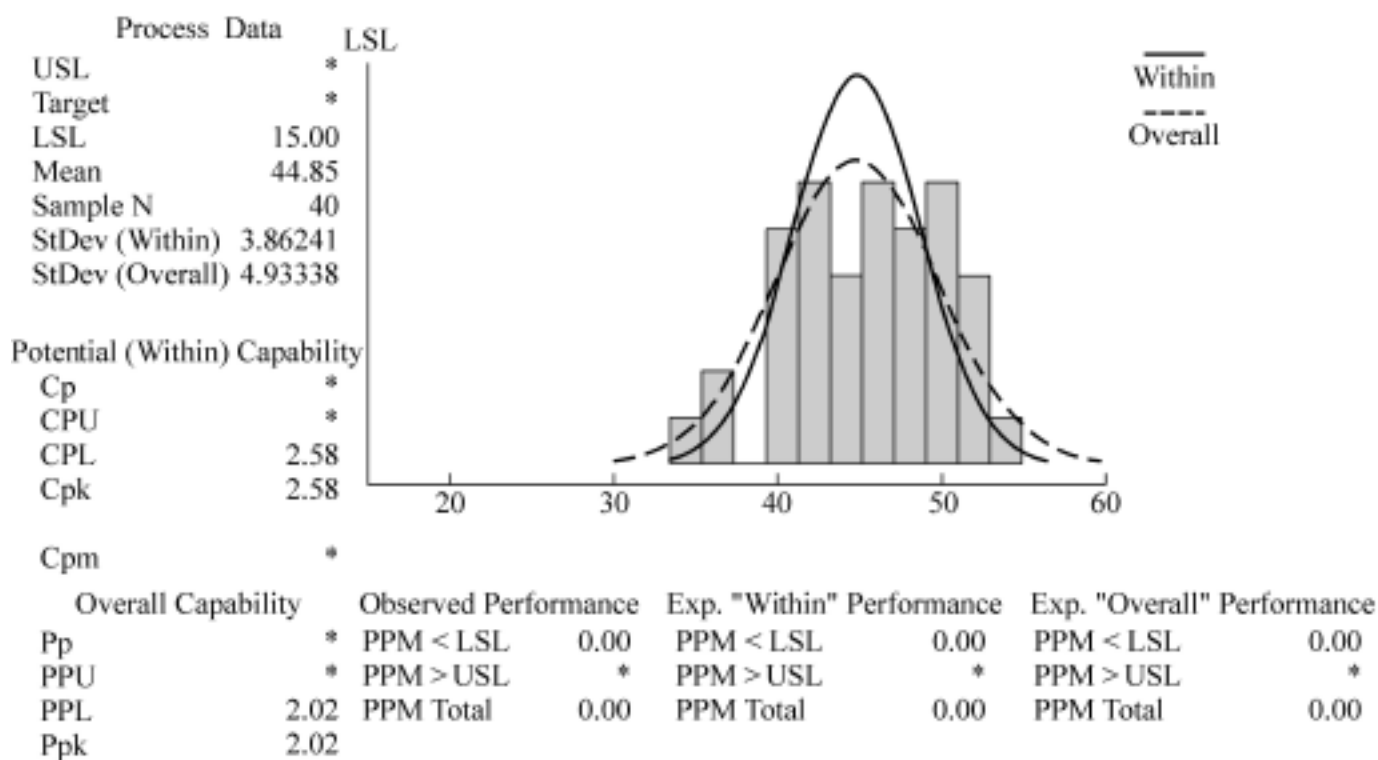 Process Data
USL *
Target *
LSL 15.00
Mean 44.85
Sample N 40
StDev (Within) 3.86241
StDev (Overall) 4.93338
Potential (Within) Capability
Cp *
CPU *
CPL 2.58
Cpk 2.58
Cpm *
Overall Capability
Pp *
PPU *
PPL 2.02
Ppk 2.02
LSL
Within
Overall
20 30 40 50 60
Observed Performance
PPM < LSL 0.00
PPM > USL *
PPM Total 0.00
Exp. "Within" Performance
PPM < LSL 0.00
PPM > USL *
PPM Total 0.00
Exp. "Overall" Performance
PPM < LSL 0.00
PPM > USL *
PPM Total 0.00